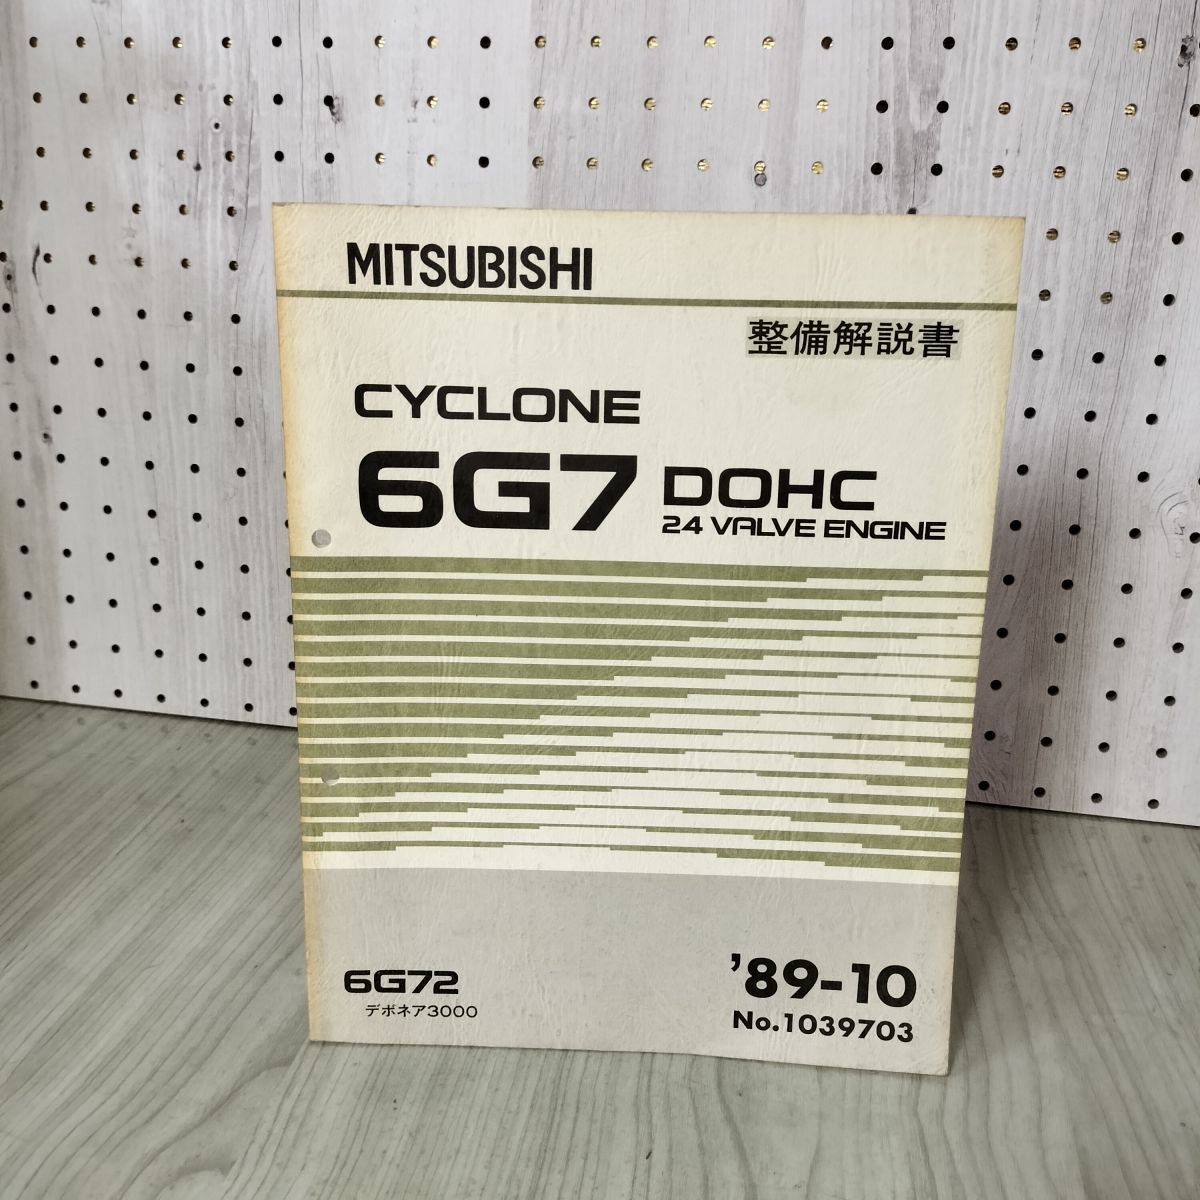 MITSUBISHI
整備解説書
CYCLONE
6G7 DOHC
24 VALVE ENGINE
6G72
デボネア3000
'89-10
No.1039703